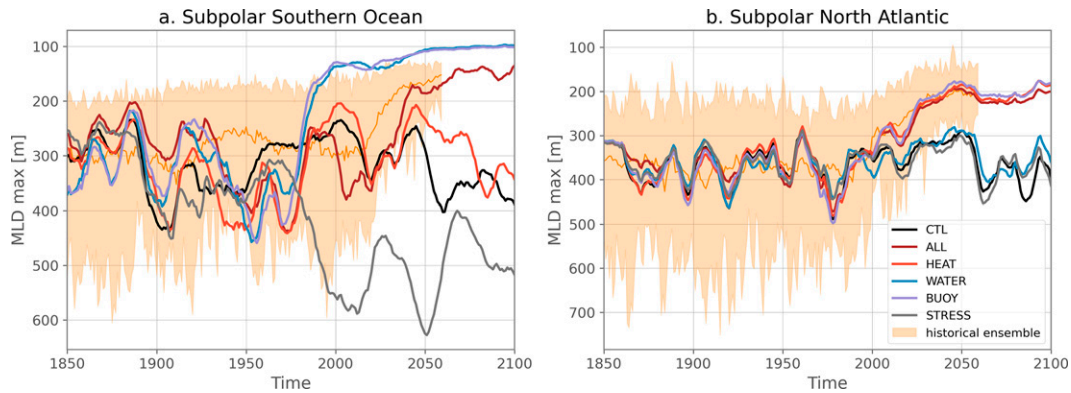 a. Subpolar Southern Ocean
MLD max [m]
100
200
300
400
500
600
1850
1900
1950
2000
2050
2100
Time
b. Subpolar North Atlantic
MLD max [m]
100
200
300
400
500
600
700
CTL
ALL
HEAT
WATER
BUOY
STRESS
historical ensemble
1850
1900
1950
2000
2050
2100
Time